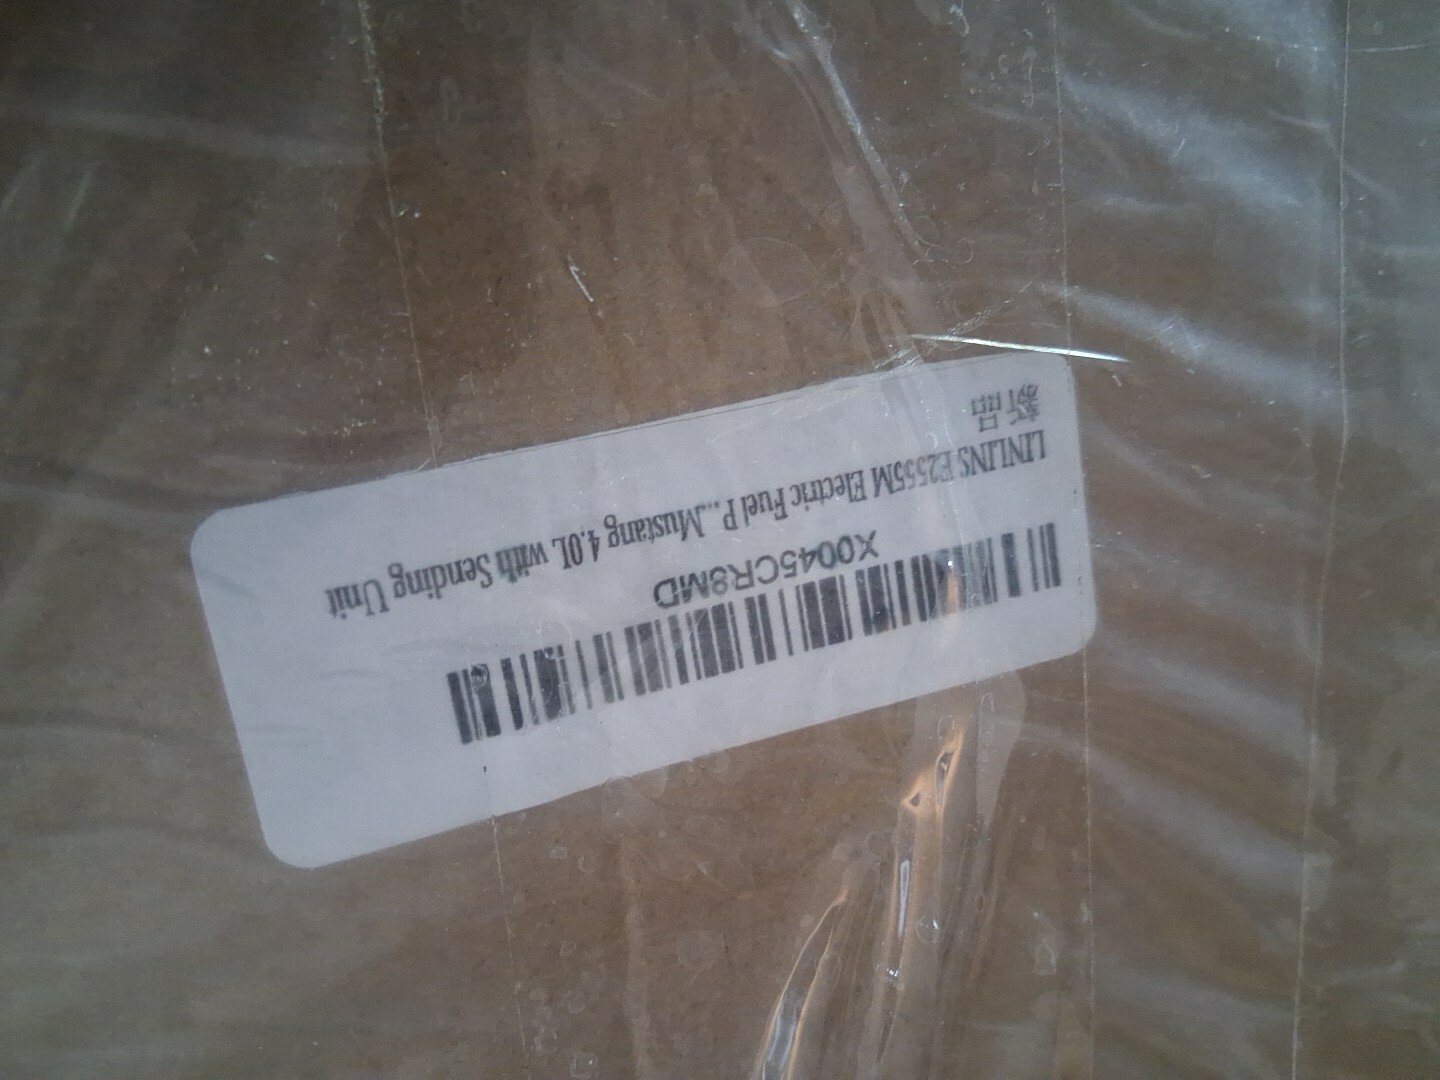 X0045CR8MD
LINLINS E2555M Electric Fuel P...Mustang 4.0L with Sending Unit
新品